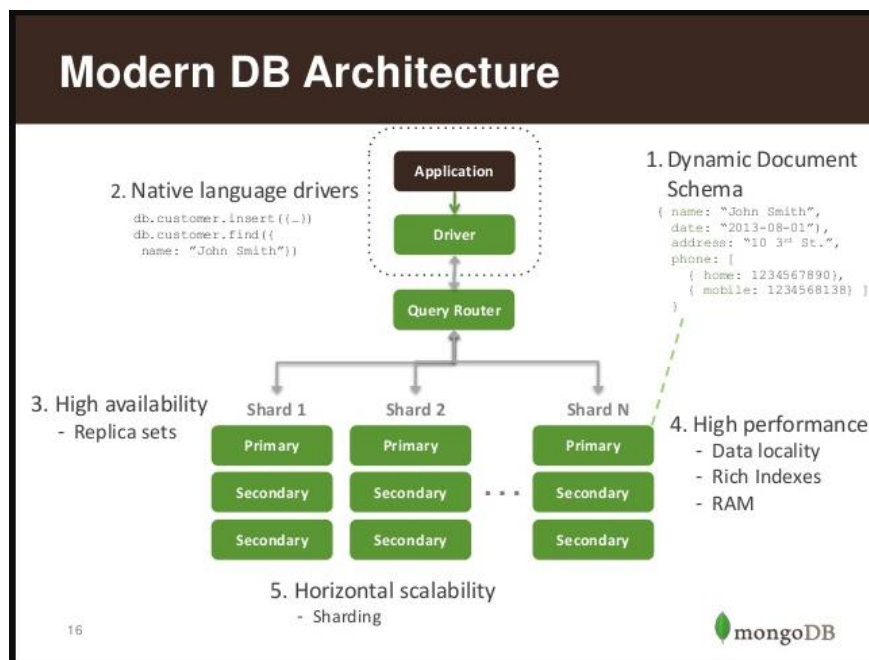 Modern DB Architecture
1. Dynamic Document
Schema
{ name: “John Smith”,
date: “2013-08-01”),
address: “10 3rd St.”,
phone: [
{ home: 1234567890},
{ mobile: 1234568138} ]
}
2. Native language drivers
db.customer.insert({…})
db.customer.find({
name: ”John Smith”})
Application
Driver
Query Router
3. High availability
- Replica sets
Shard 1
Shard 2
Shard N
Primary
Primary
Primary
Secondary
Secondary
...
Secondary
Secondary
Secondary
Secondary
4. High performance
- Data locality
- Rich Indexes
- RAM
5. Horizontal scalability
- Sharding
16
mongoDB